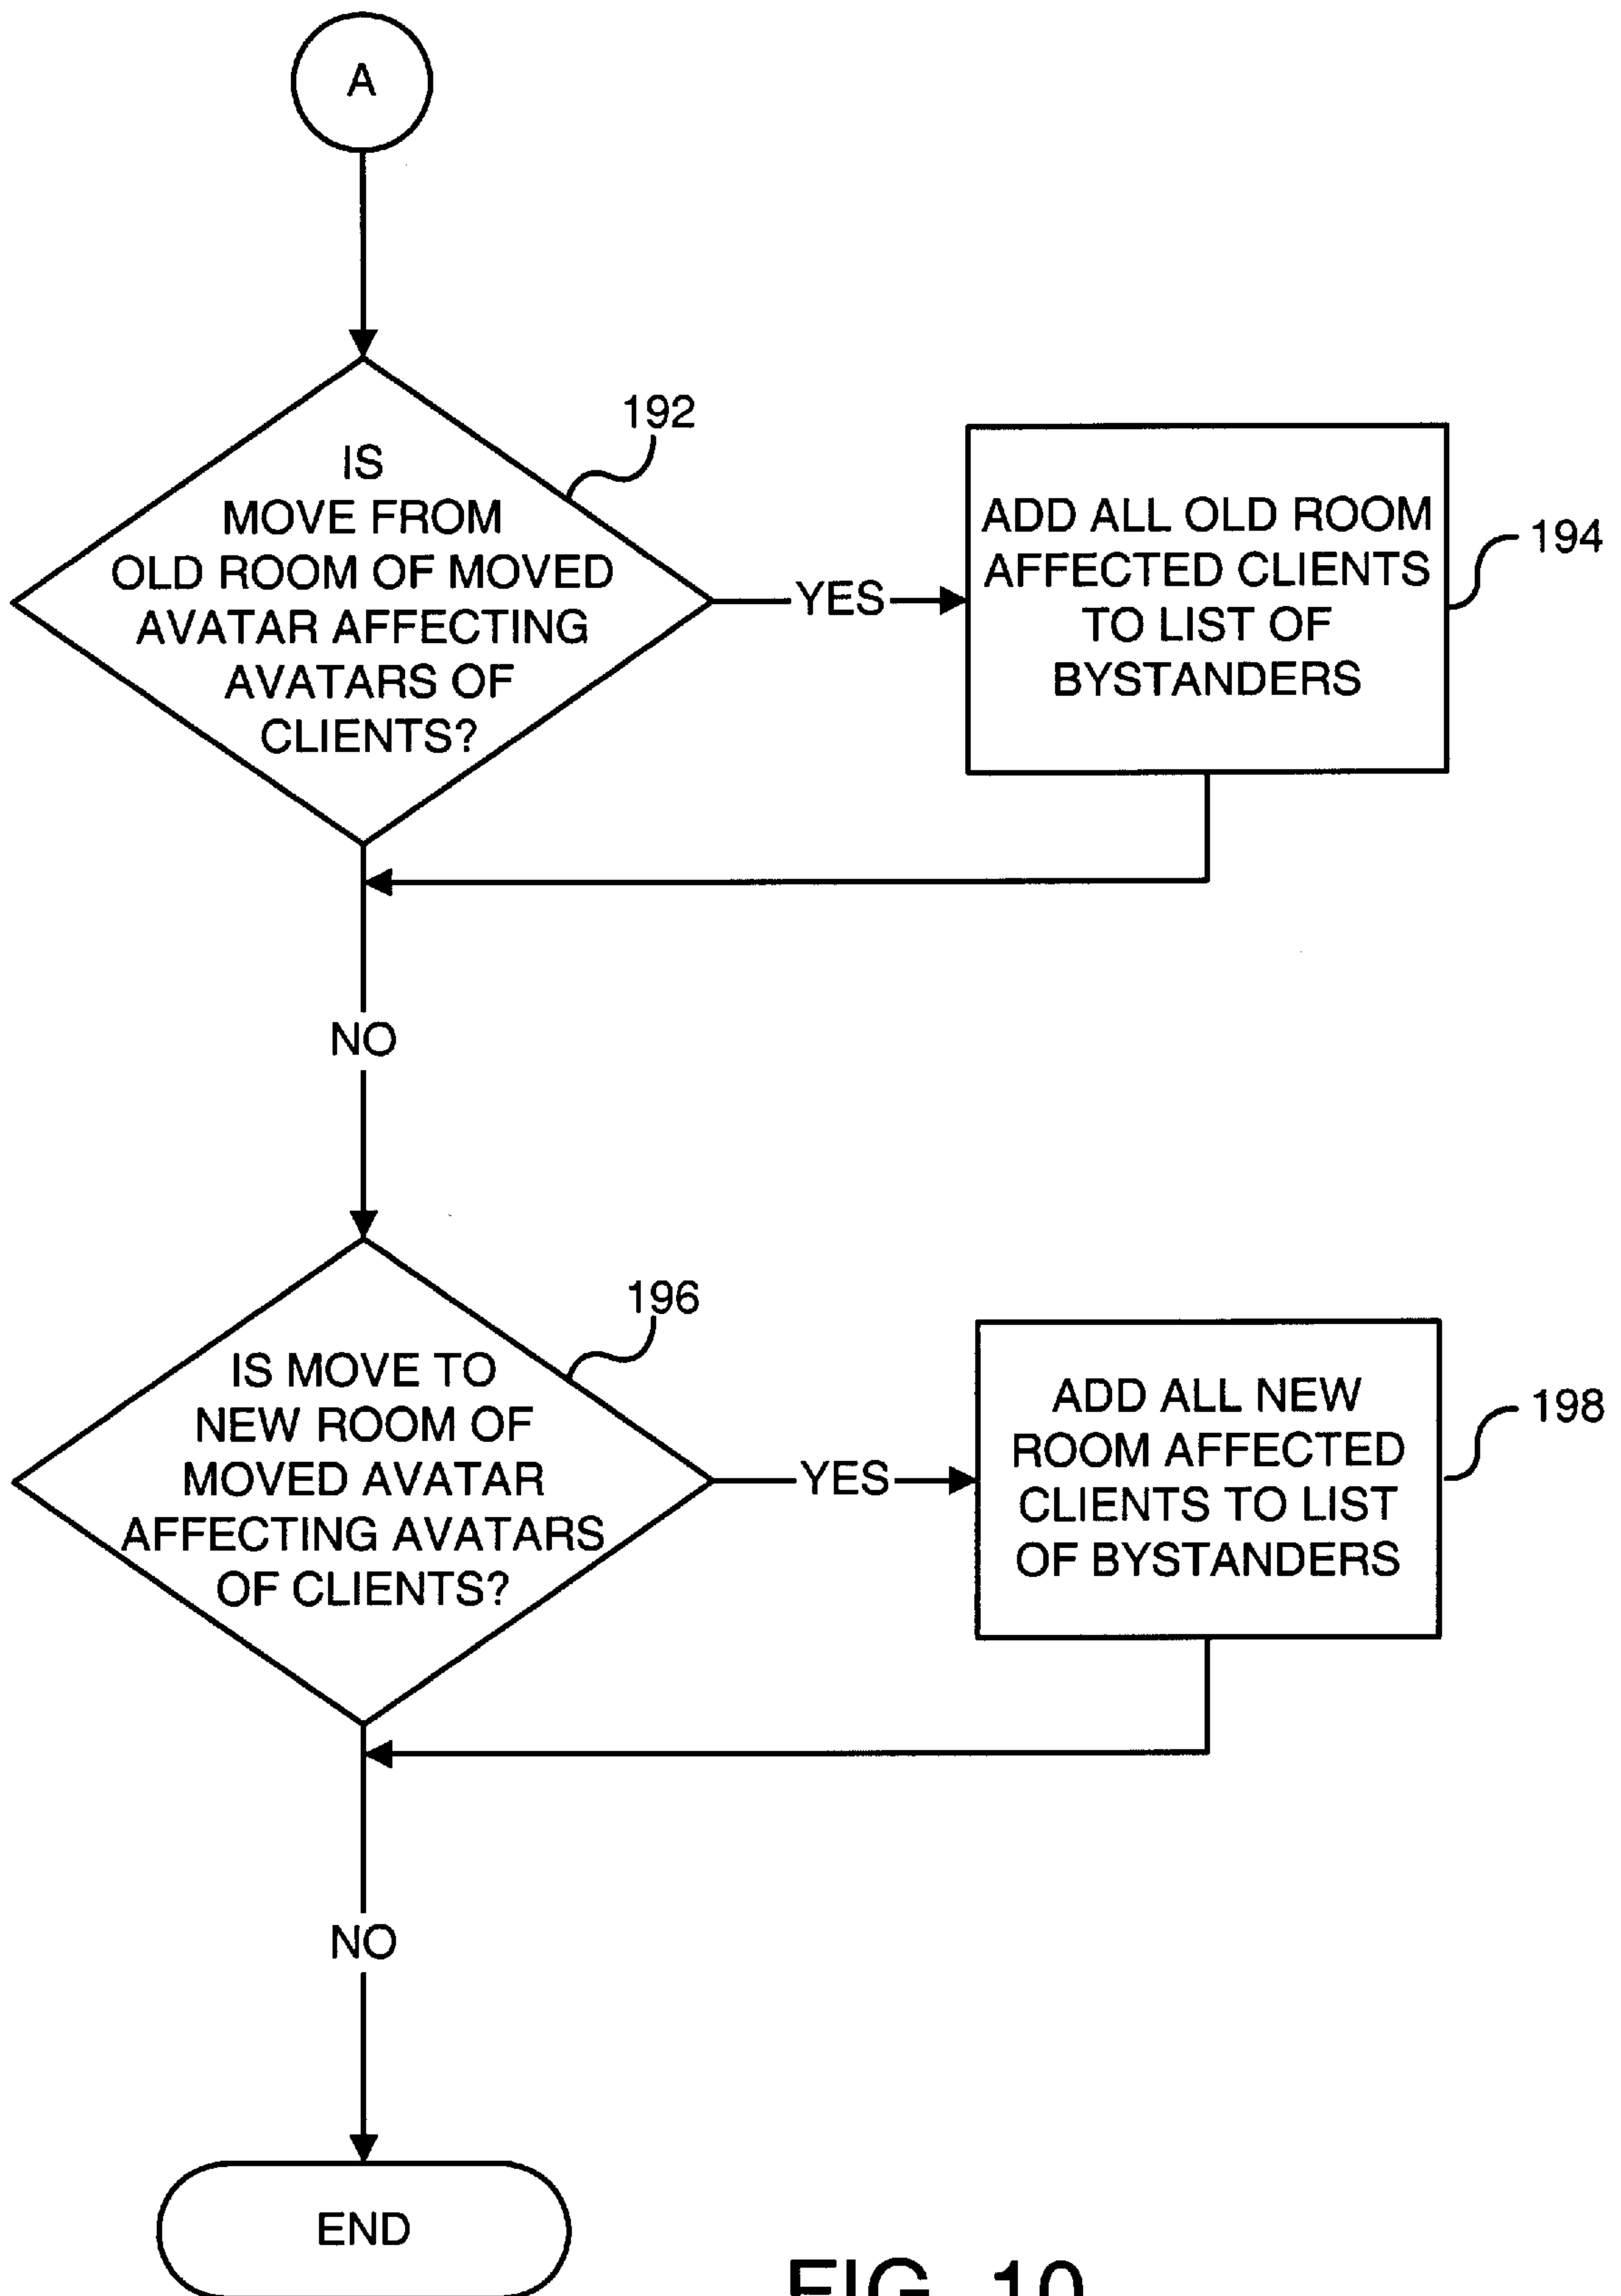 A
192
IS
MOVE FROM
OLD ROOM OF MOVED
AVATAR AFFECTING
AVATARS OF
CLIENTS?
YES
ADD ALL OLD ROOM
AFFECTED CLIENTS
TO LIST OF
BYSTANDERS
194
NO
196
IS MOVE TO
NEW ROOM OF
MOVED AVATAR
AFFECTING AVATARS
OF CLIENTS?
YES
ADD ALL NEW
ROOM AFFECTED
CLIENTS TO LIST
OF BYSTANDERS
198
NO
END
FIG. 10